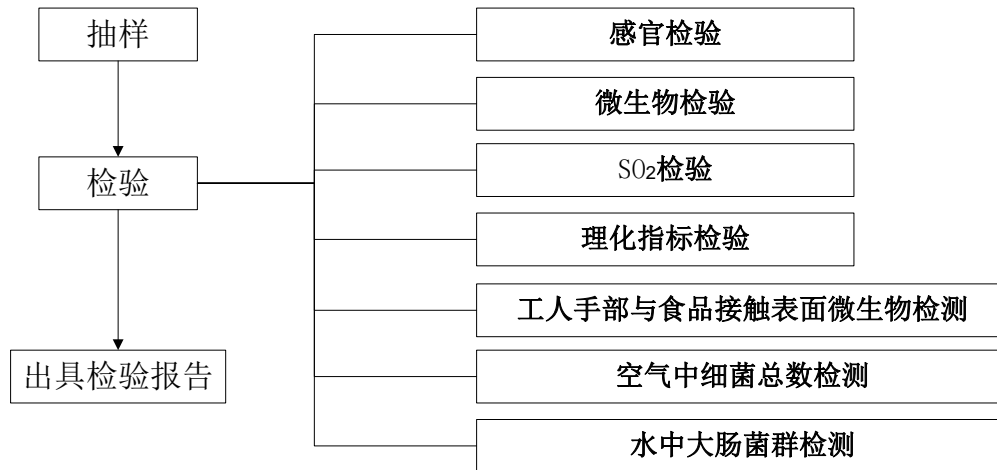 抽样
检验
出具检验报告
感官检验
微生物检验
SO₂检验
理化指标检验
工人手部与食品接触表面微生物检测
空气中细菌总数检测
水中大肠菌群检测